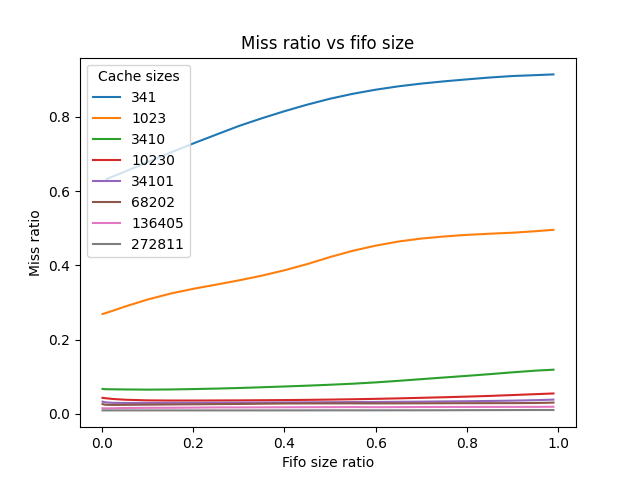 Miss ratio vs fifo size
Cache sizes
341
1023
3410
10230
34101
68202
136405
272811
Miss ratio
0.8
0.6
0.4
0.2
0.0
0.0 0.2 0.4 0.6 0.8 1.0
Fifo size ratio